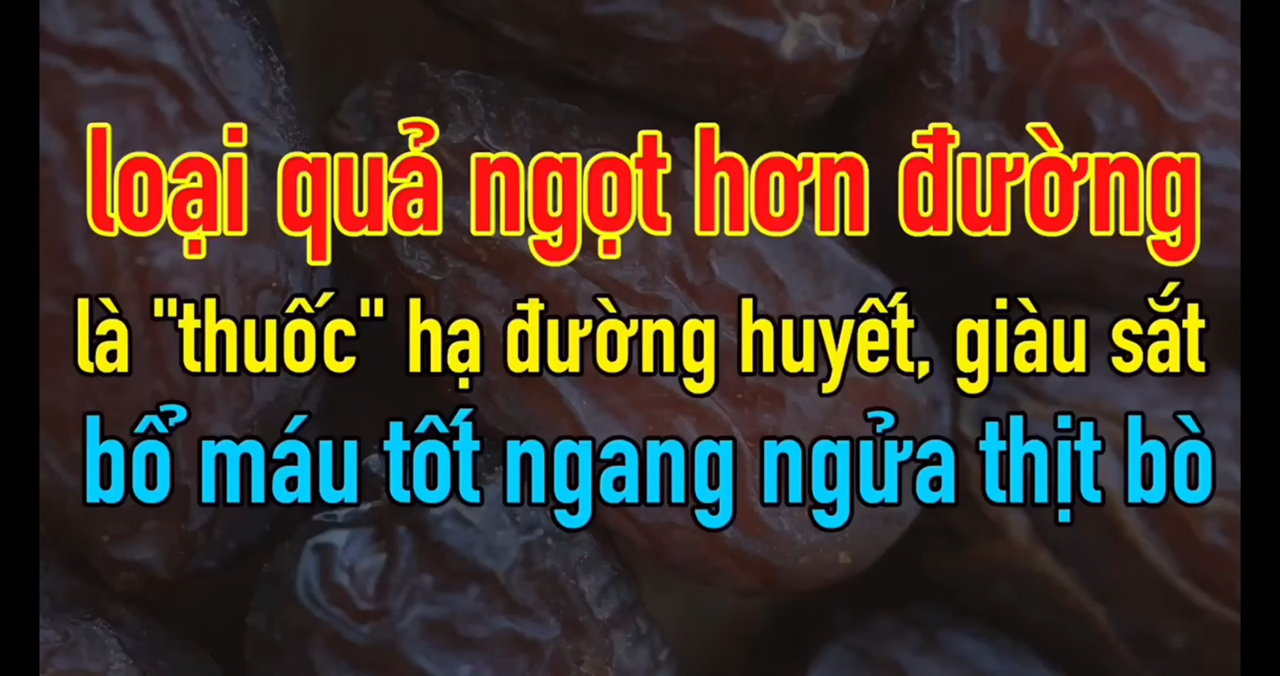 loại quả ngọt hơn đường
là "thuốc" hạ đường huyết, giàu sắt
bổ máu tốt ngang ngửa thịt bò